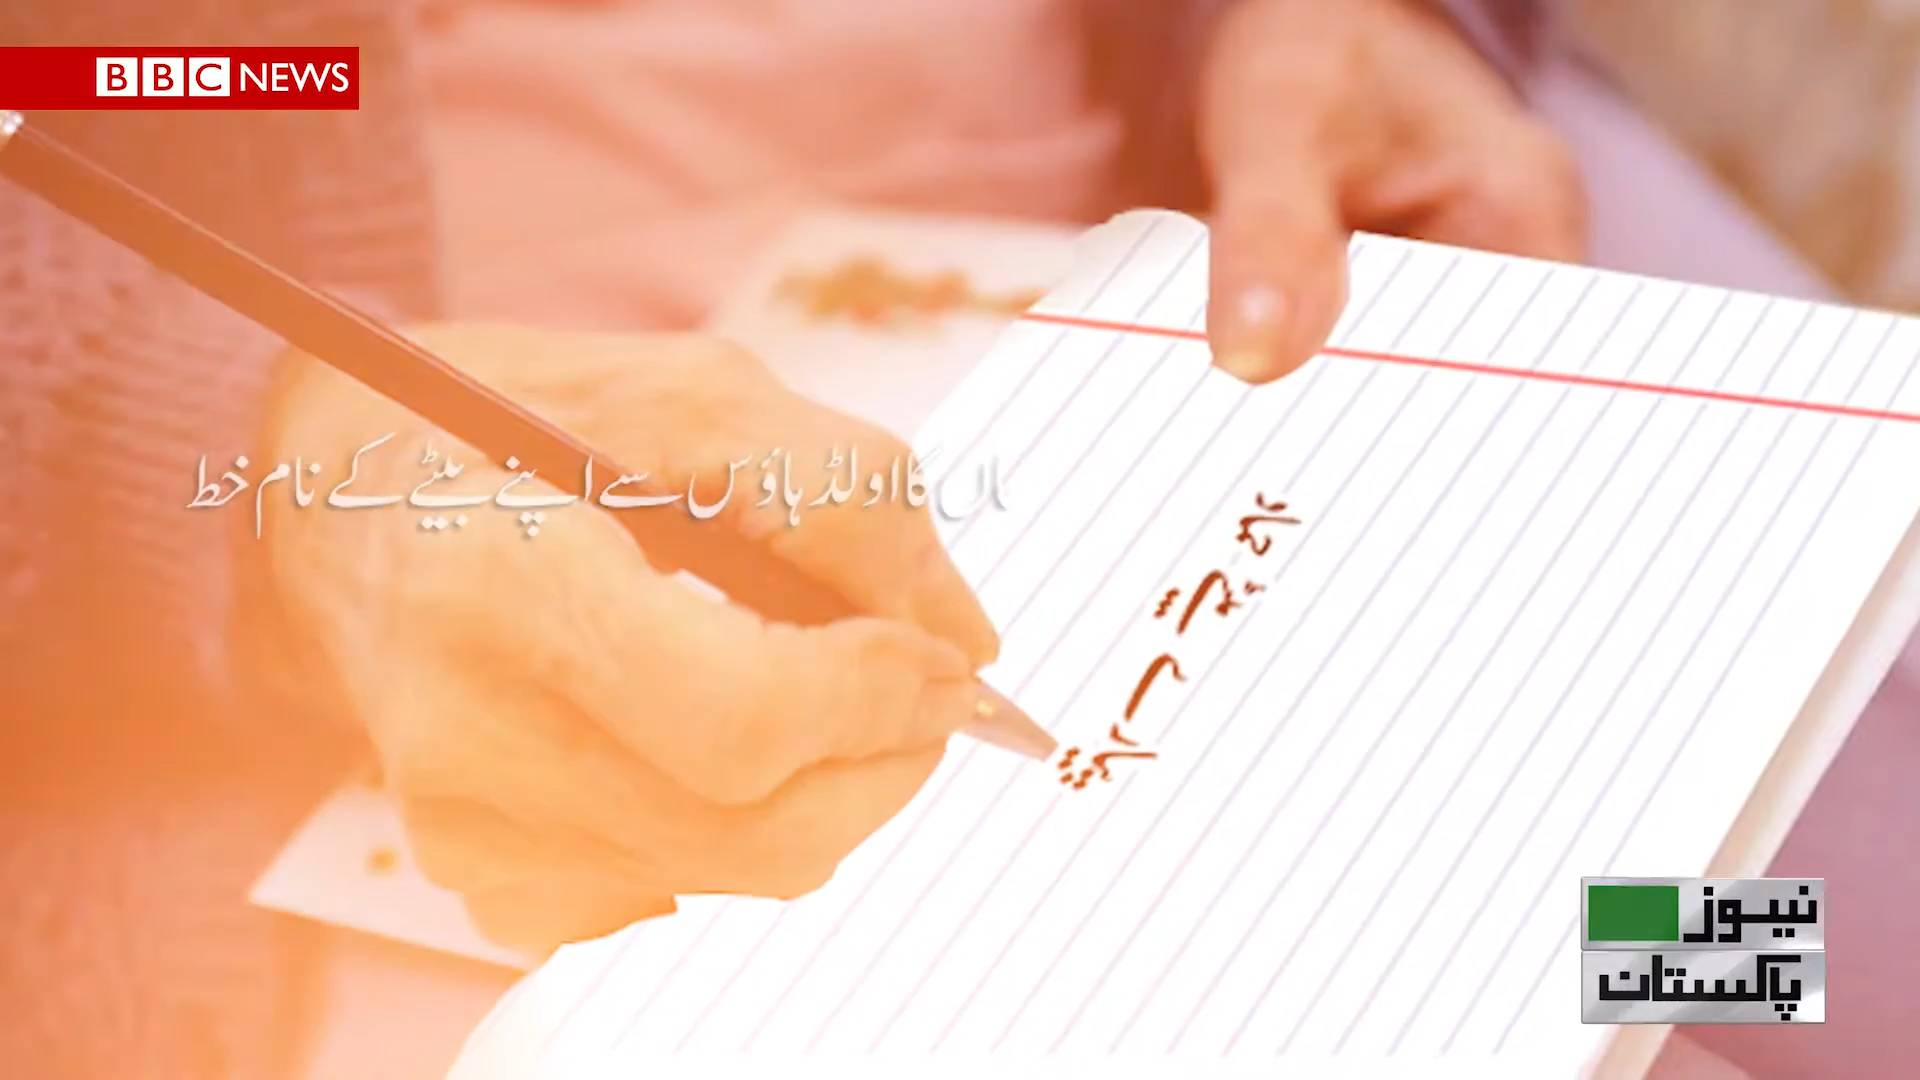 BBC NEWS
ماں کا اولڈ ہاؤس سے اپنے بیٹے کے نام خط
نیوز
پاکستان